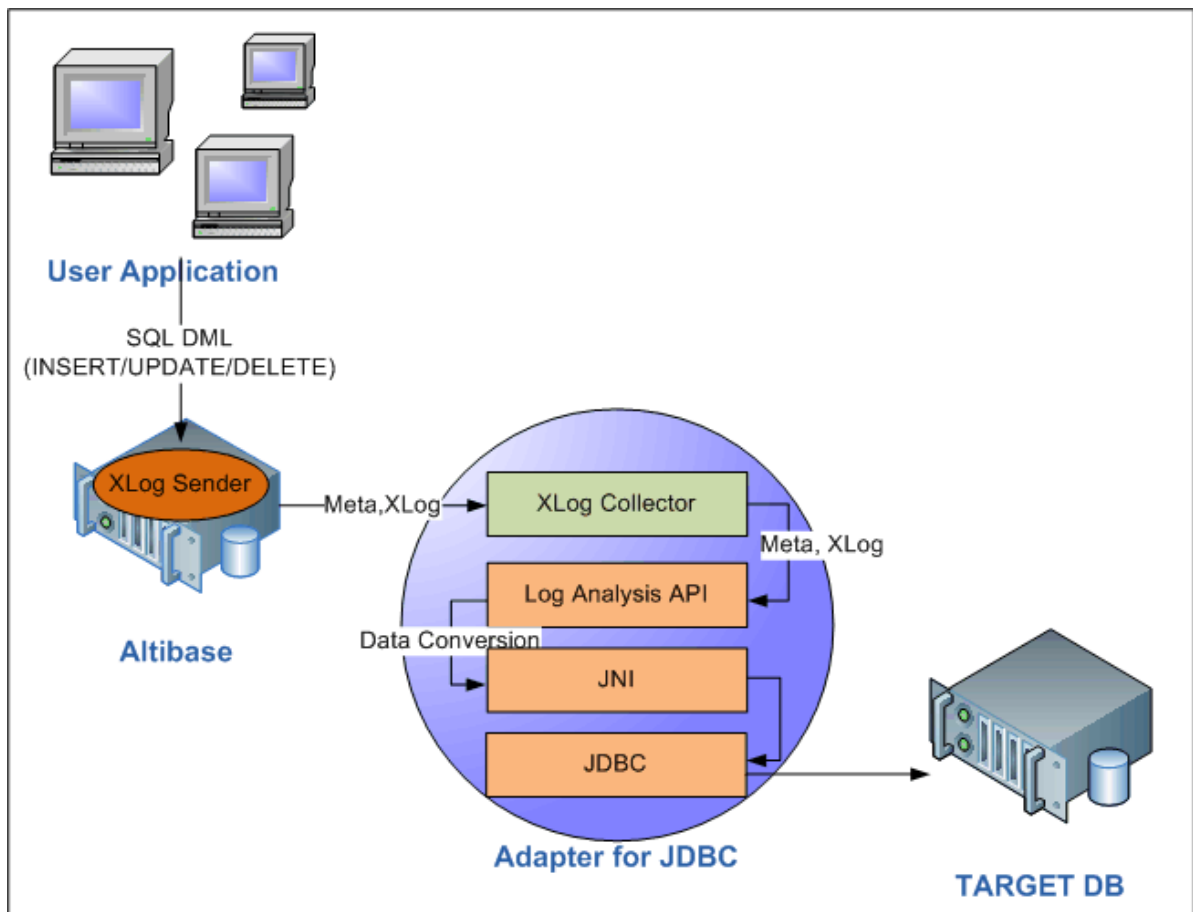 User Application
SQL DML
(INSERT/UPDATE/DELETE)
XLog Sender
Altibase
Meta,XLog
XLog Collector
Meta, XLog
Log Analysis API
Data Conversion
JNI
JDBC
Adapter for JDBC
TARGET DB